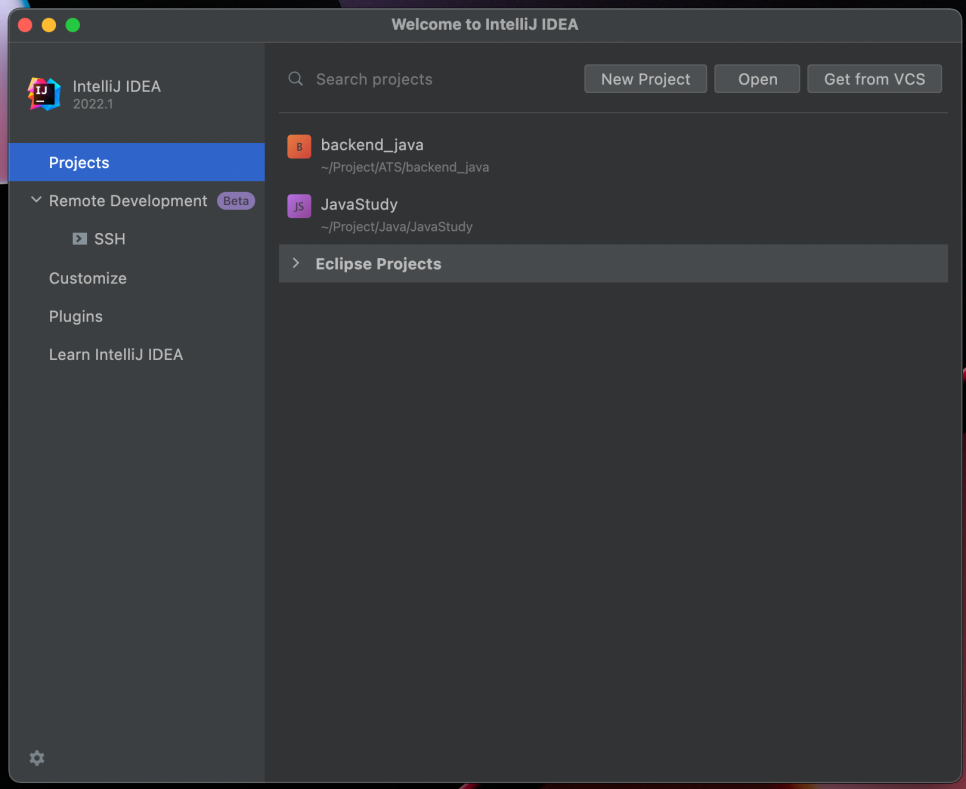 Welcome to IntelliJ IDEA
IJ
IntelliJ IDEA
2022.1
Projects
Remote Development Beta
SSH
Customize
Plugins
Learn IntelliJ IDEA
Search projects New Project Open Get from VCS
B backend_java
~/Project/ATS/backend_java
JS JavaStudy
~/Project/Java/JavaStudy
Eclipse Projects